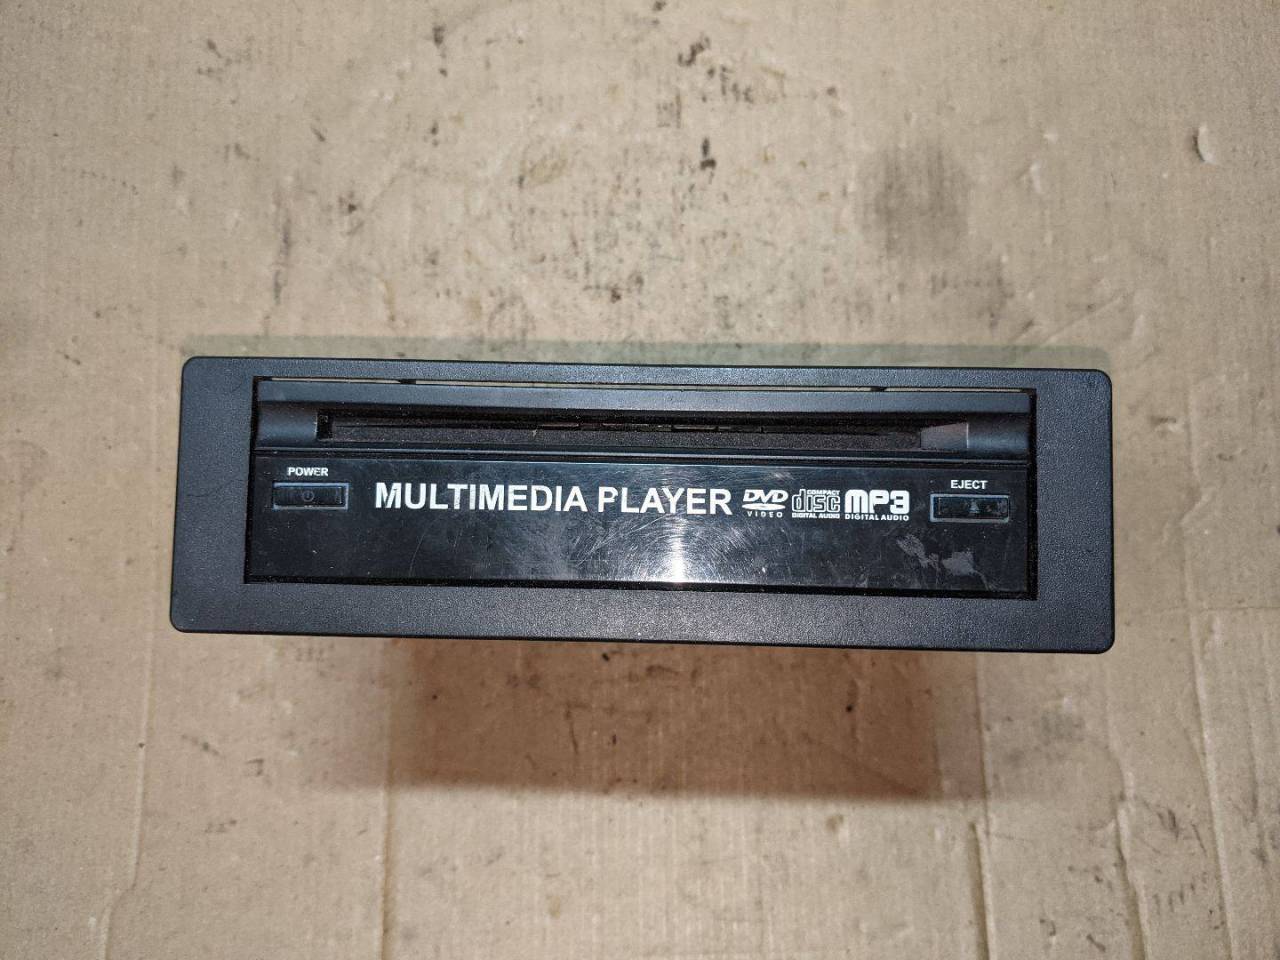 POWER
EJECT
MULTIMEDIA PLAYER DVD VIDEO COMPACT disc DIGITAL AUDIO MP3 DIGITAL AUDIO